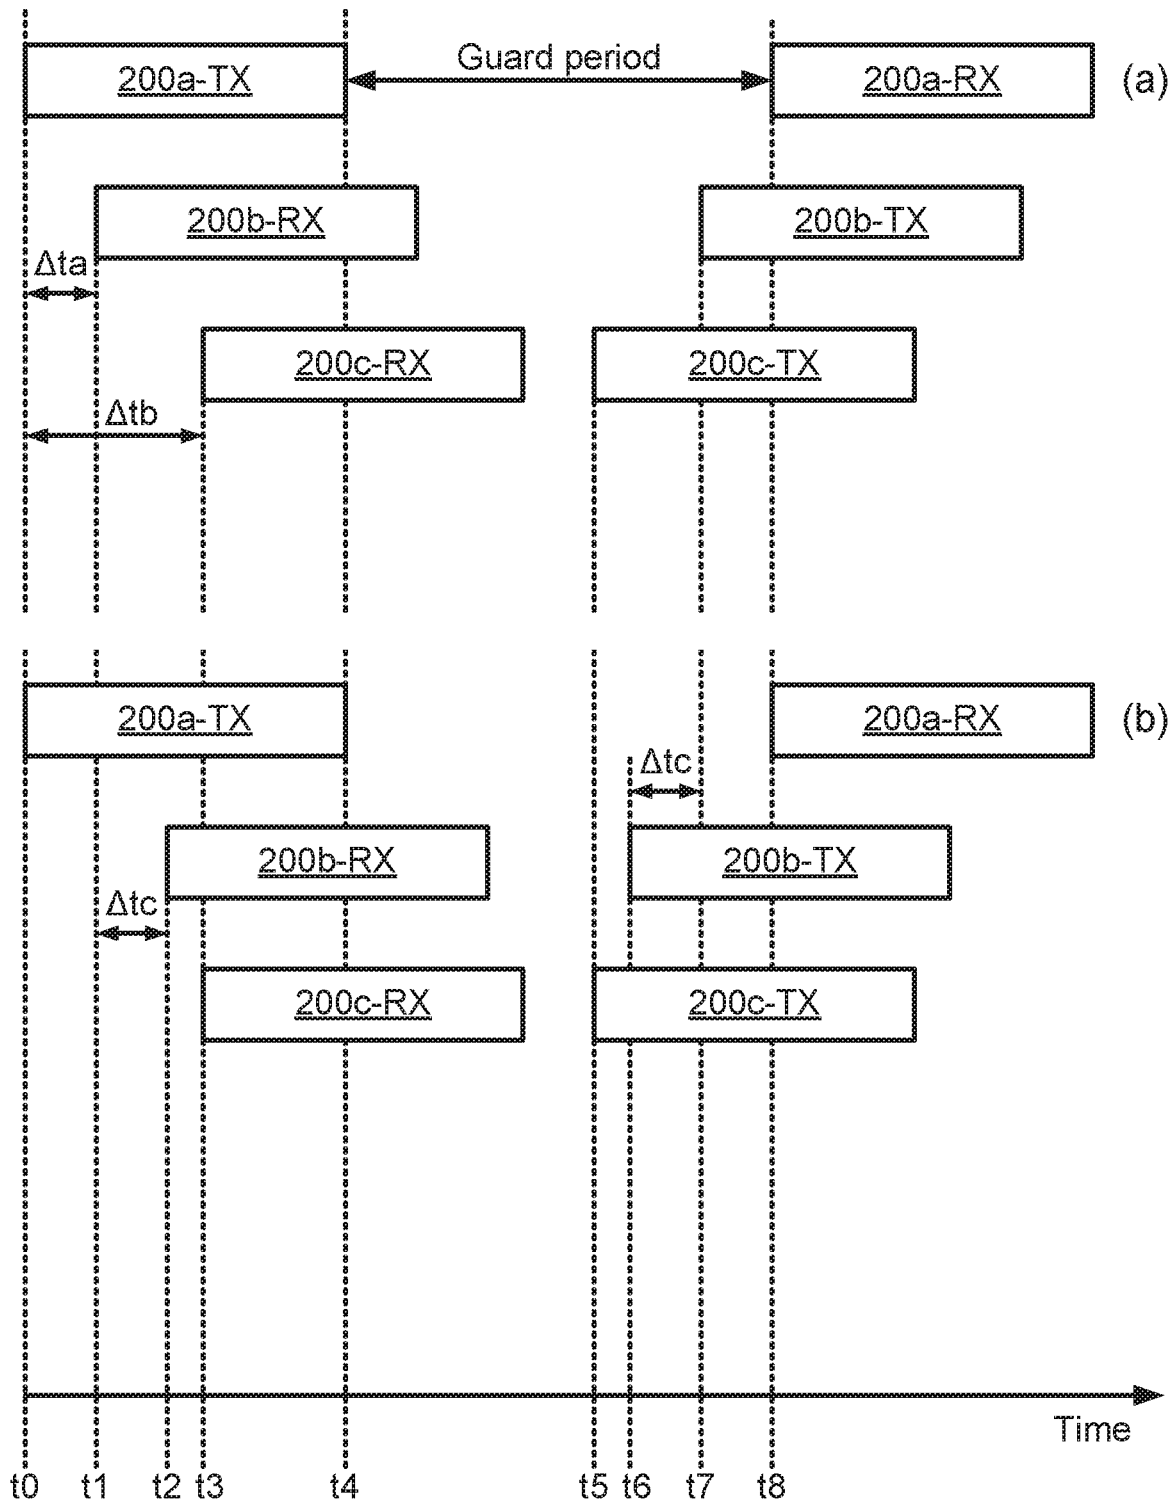 Guard period
200a-TX
200a-RX
(a)
200b-RX
200b-TX
Δta
200c-RX
200c-TX
Δtb
200a-TX
200a-RX
(b)
Δtc
200b-RX
200b-TX
Δtc
200c-RX
200c-TX
Time
t0 t1 t2 t3 t4 t5 t6 t7 t8